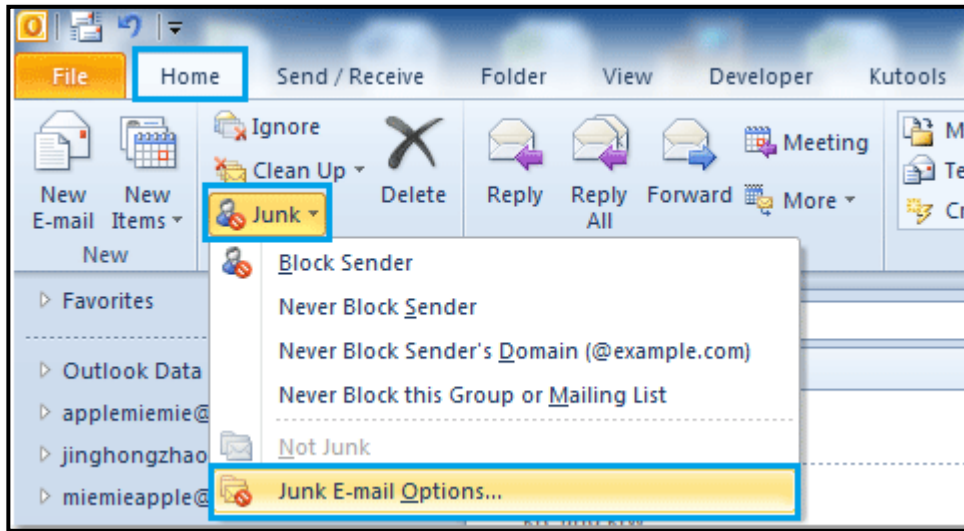 File Home Send / Receive Folder View Developer Kutools
Ignore
Clean Up
Junk
Delete
New E-mail
New Items
New
Reply
Reply All
Forward
Meeting
More
M
Te
Cr
Block Sender
Never Block Sender
Never Block Sender's Domain (@example.com)
Never Block this Group or Mailing List
Not Junk
Junk E-mail Options...
Favorites
Outlook Data
applemiemie@
jinghongzhao
miemieapple@